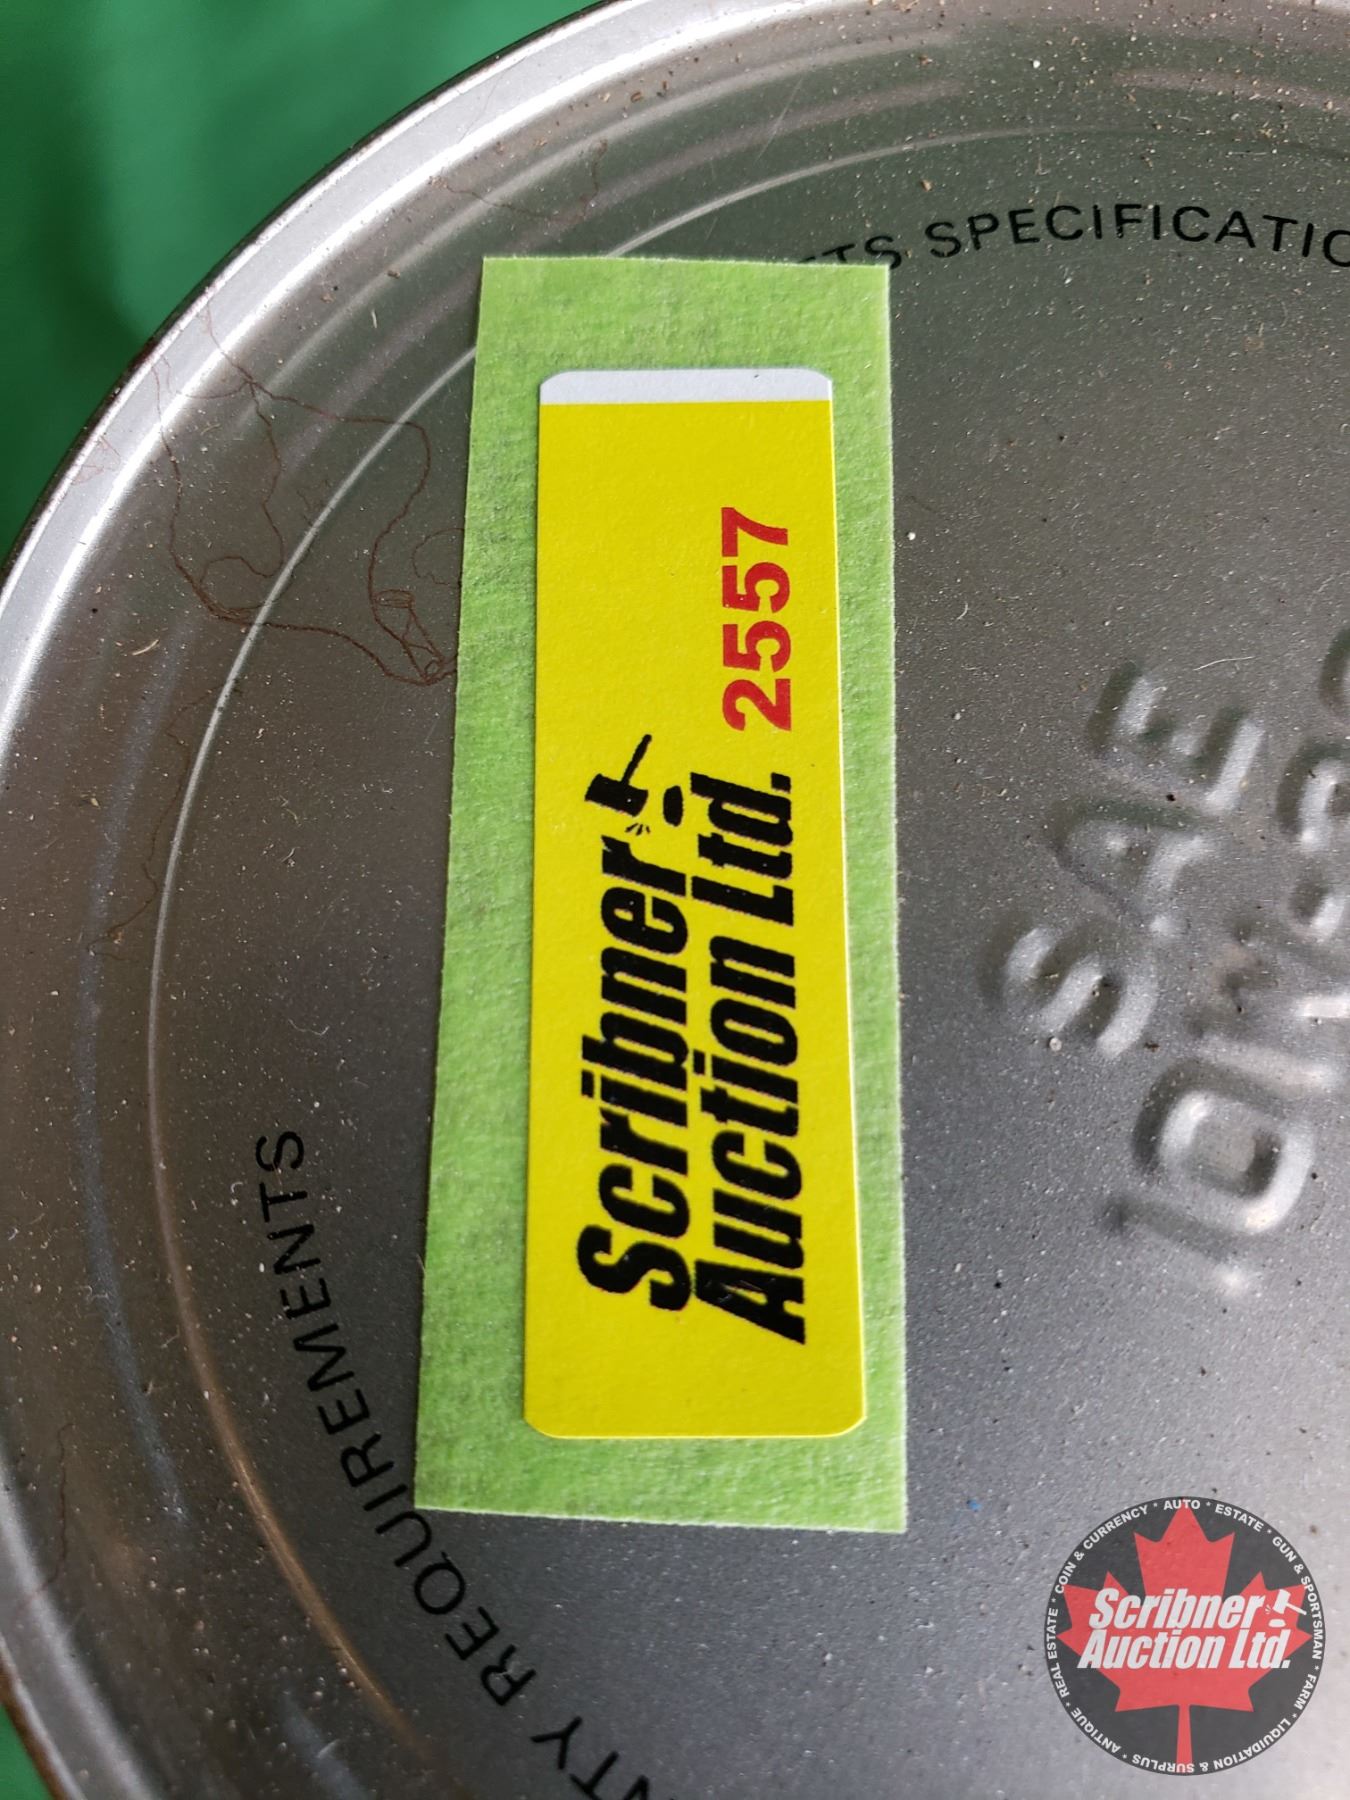 SPECIFICATIO
Scribner
Auction Ltd. 2557
SAE
REQUIREMENTS
Scribner
Auction Ltd.
ANTIQUE * REAL ESTATE * COIN & CURRENCY * AUTO * ESTATE * GUN & SPORTSMAN * FARM * LIQUIDATION & SURPLUS *